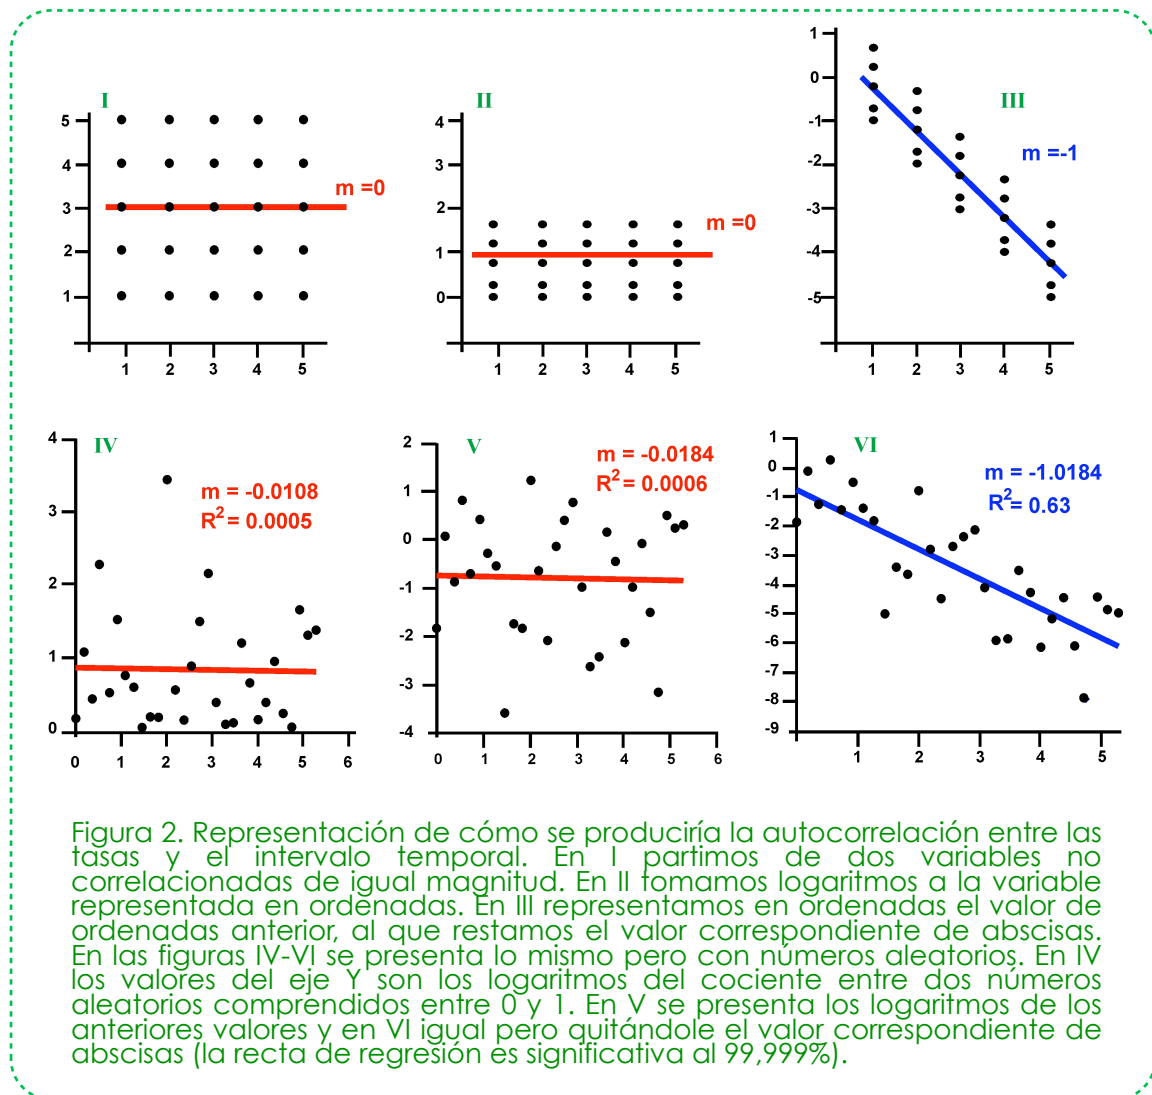 I
5
4
3
2
1
m =0
1 2 3 4 5
II
4
3
2
1
0
m =0
1 2 3 4 5
III
1
0
-1
-2
-3
-4
-5
m =-1
1 2 3 4 5
IV
4
3
2
1
0
m = -0.0108
R2= 0.0005
0 1 2 3 4 5 6
V
2
1
0
-1
-2
-3
-4
m = -0.0184
R2= 0.0006
0 1 2 3 4 5 6
VI
1
0
-1
-2
-3
-4
-5
-6
-7
-8
-9
m = -1.0184
R2= 0.63
1 2 3 4 5
Figura 2. Representación de cómo se produciría la autocorrelación entre las
tasas y el intervalo temporal. En I partimos de dos variables no
correlacionadas de igual magnitud. En II tomamos logaritmos a la variable
representada en ordenadas. En III representamos en ordenadas el valor de
ordenadas anterior, al que restamos el valor correspondiente de abscisas.
En las figuras IV-VI se presenta lo mismo pero con números aleatorios. En IV
los valores del eje Y son los logaritmos del cociente entre dos números
aleatorios comprendidos entre 0 y 1. En V se presenta los logaritmos de los
anteriores valores y en VI igual pero quitándole el valor correspondiente de
abscisas (la recta de regresión es significativa al 99,999%).